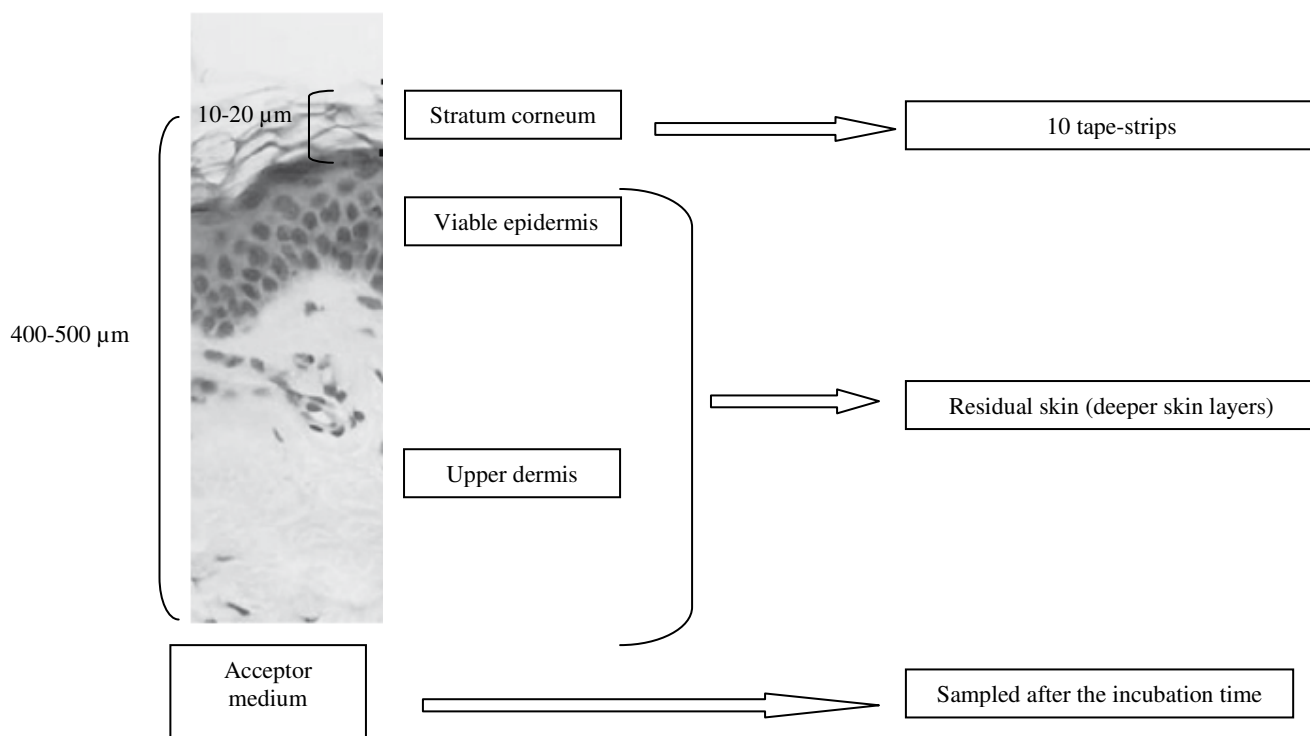 10-20 µm
Stratum corneum
10 tape-strips
Viable epidermis
400-500 µm
Residual skin (deeper skin layers)
Upper dermis
Acceptor
medium
Sampled after the incubation time